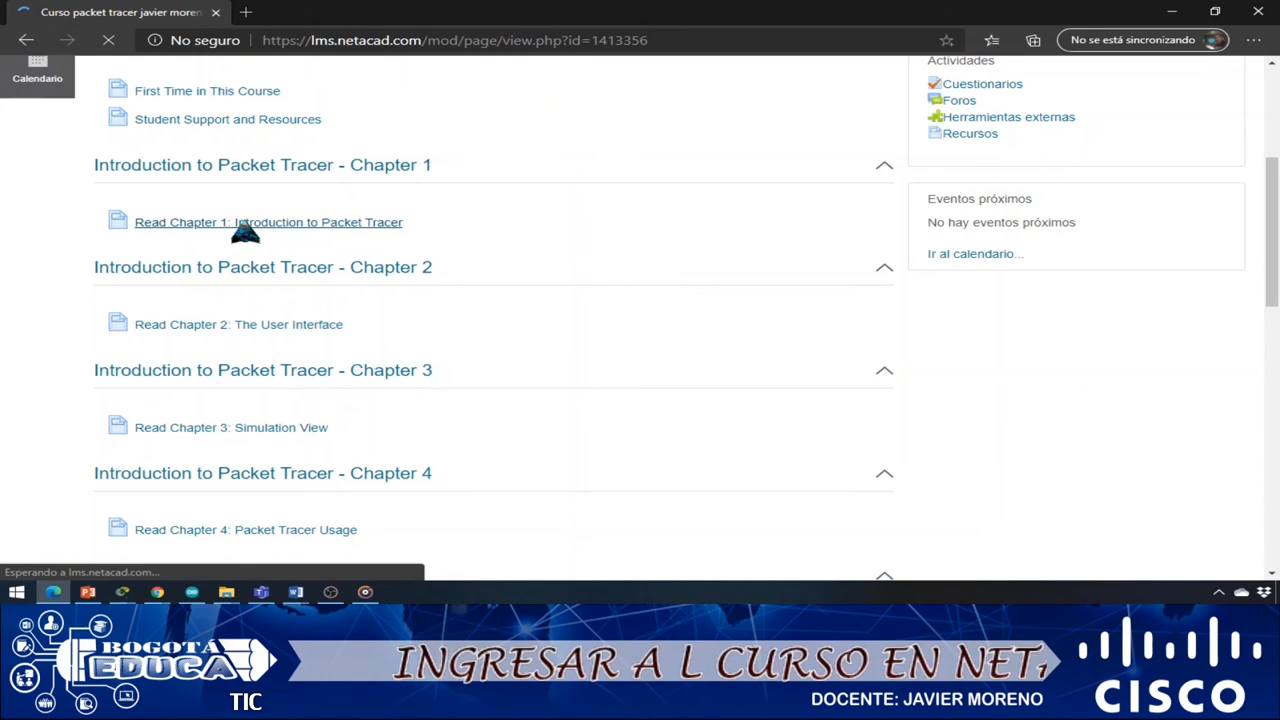 Curso packet tracer javier moren
No seguro
https://lms.netacad.com/mod/page/view.php?id=1413356
No se está sincronizando
Calendario
First Time in This Course
Student Support and Resources
Introduction to Packet Tracer - Chapter 1
Read Chapter 1: Introduction to Packet Tracer
Introduction to Packet Tracer - Chapter 2
Read Chapter 2: The User Interface
Introduction to Packet Tracer - Chapter 3
Read Chapter 3: Simulation View
Introduction to Packet Tracer - Chapter 4
Read Chapter 4: Packet Tracer Usage
Actividades
Cuestionarios
Foros
Herramientas externas
Recursos
Eventos próximos
No hay eventos próximos
Ir al calendario...
Esperando a lms.netacad.com...
BOGOTÁ
EDUCA
TIC
INGRESAR A L CURSO EN NET
DOCENTE: JAVIER MORENO
CISCO